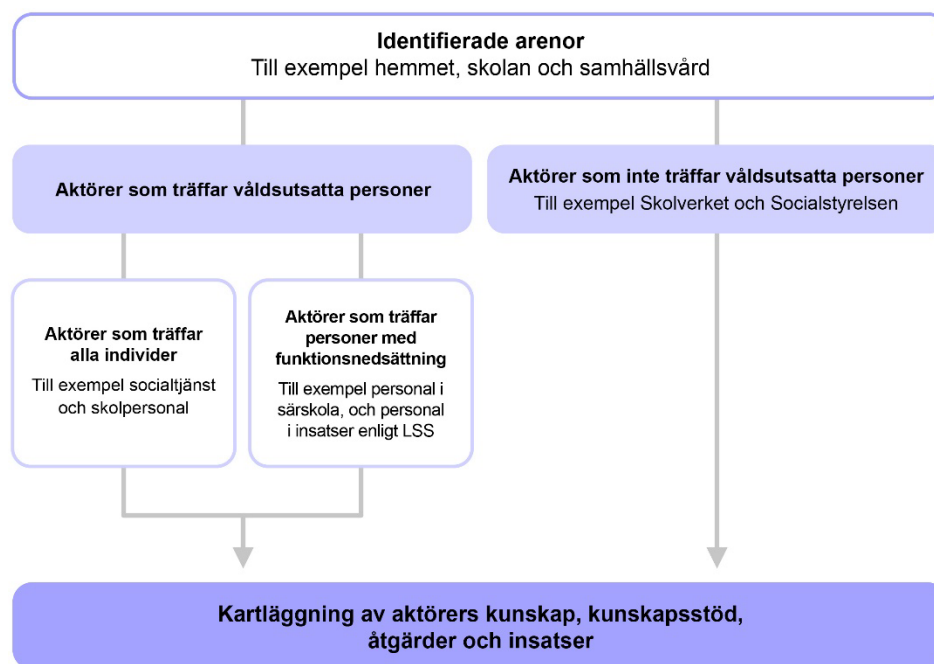 Identifierade arenor
Till exempel hemmet, skolan och samhällsvård
Aktörer som träffar våldsutsatta personer
Aktörer som inte träffar våldsutsatta personer
Till exempel Skolverket och Socialstyrelsen
Aktörer som träffar
alla individer
Till exempel socialtjänst
och skolpersonal
Aktörer som träffar
personer med
funktionsnedsättning
Till exempel personal i
särskola, och personal
i insatser enligt LSS
Kartläggning av aktörers kunskap, kunskapsstöd,
åtgärder och insatser